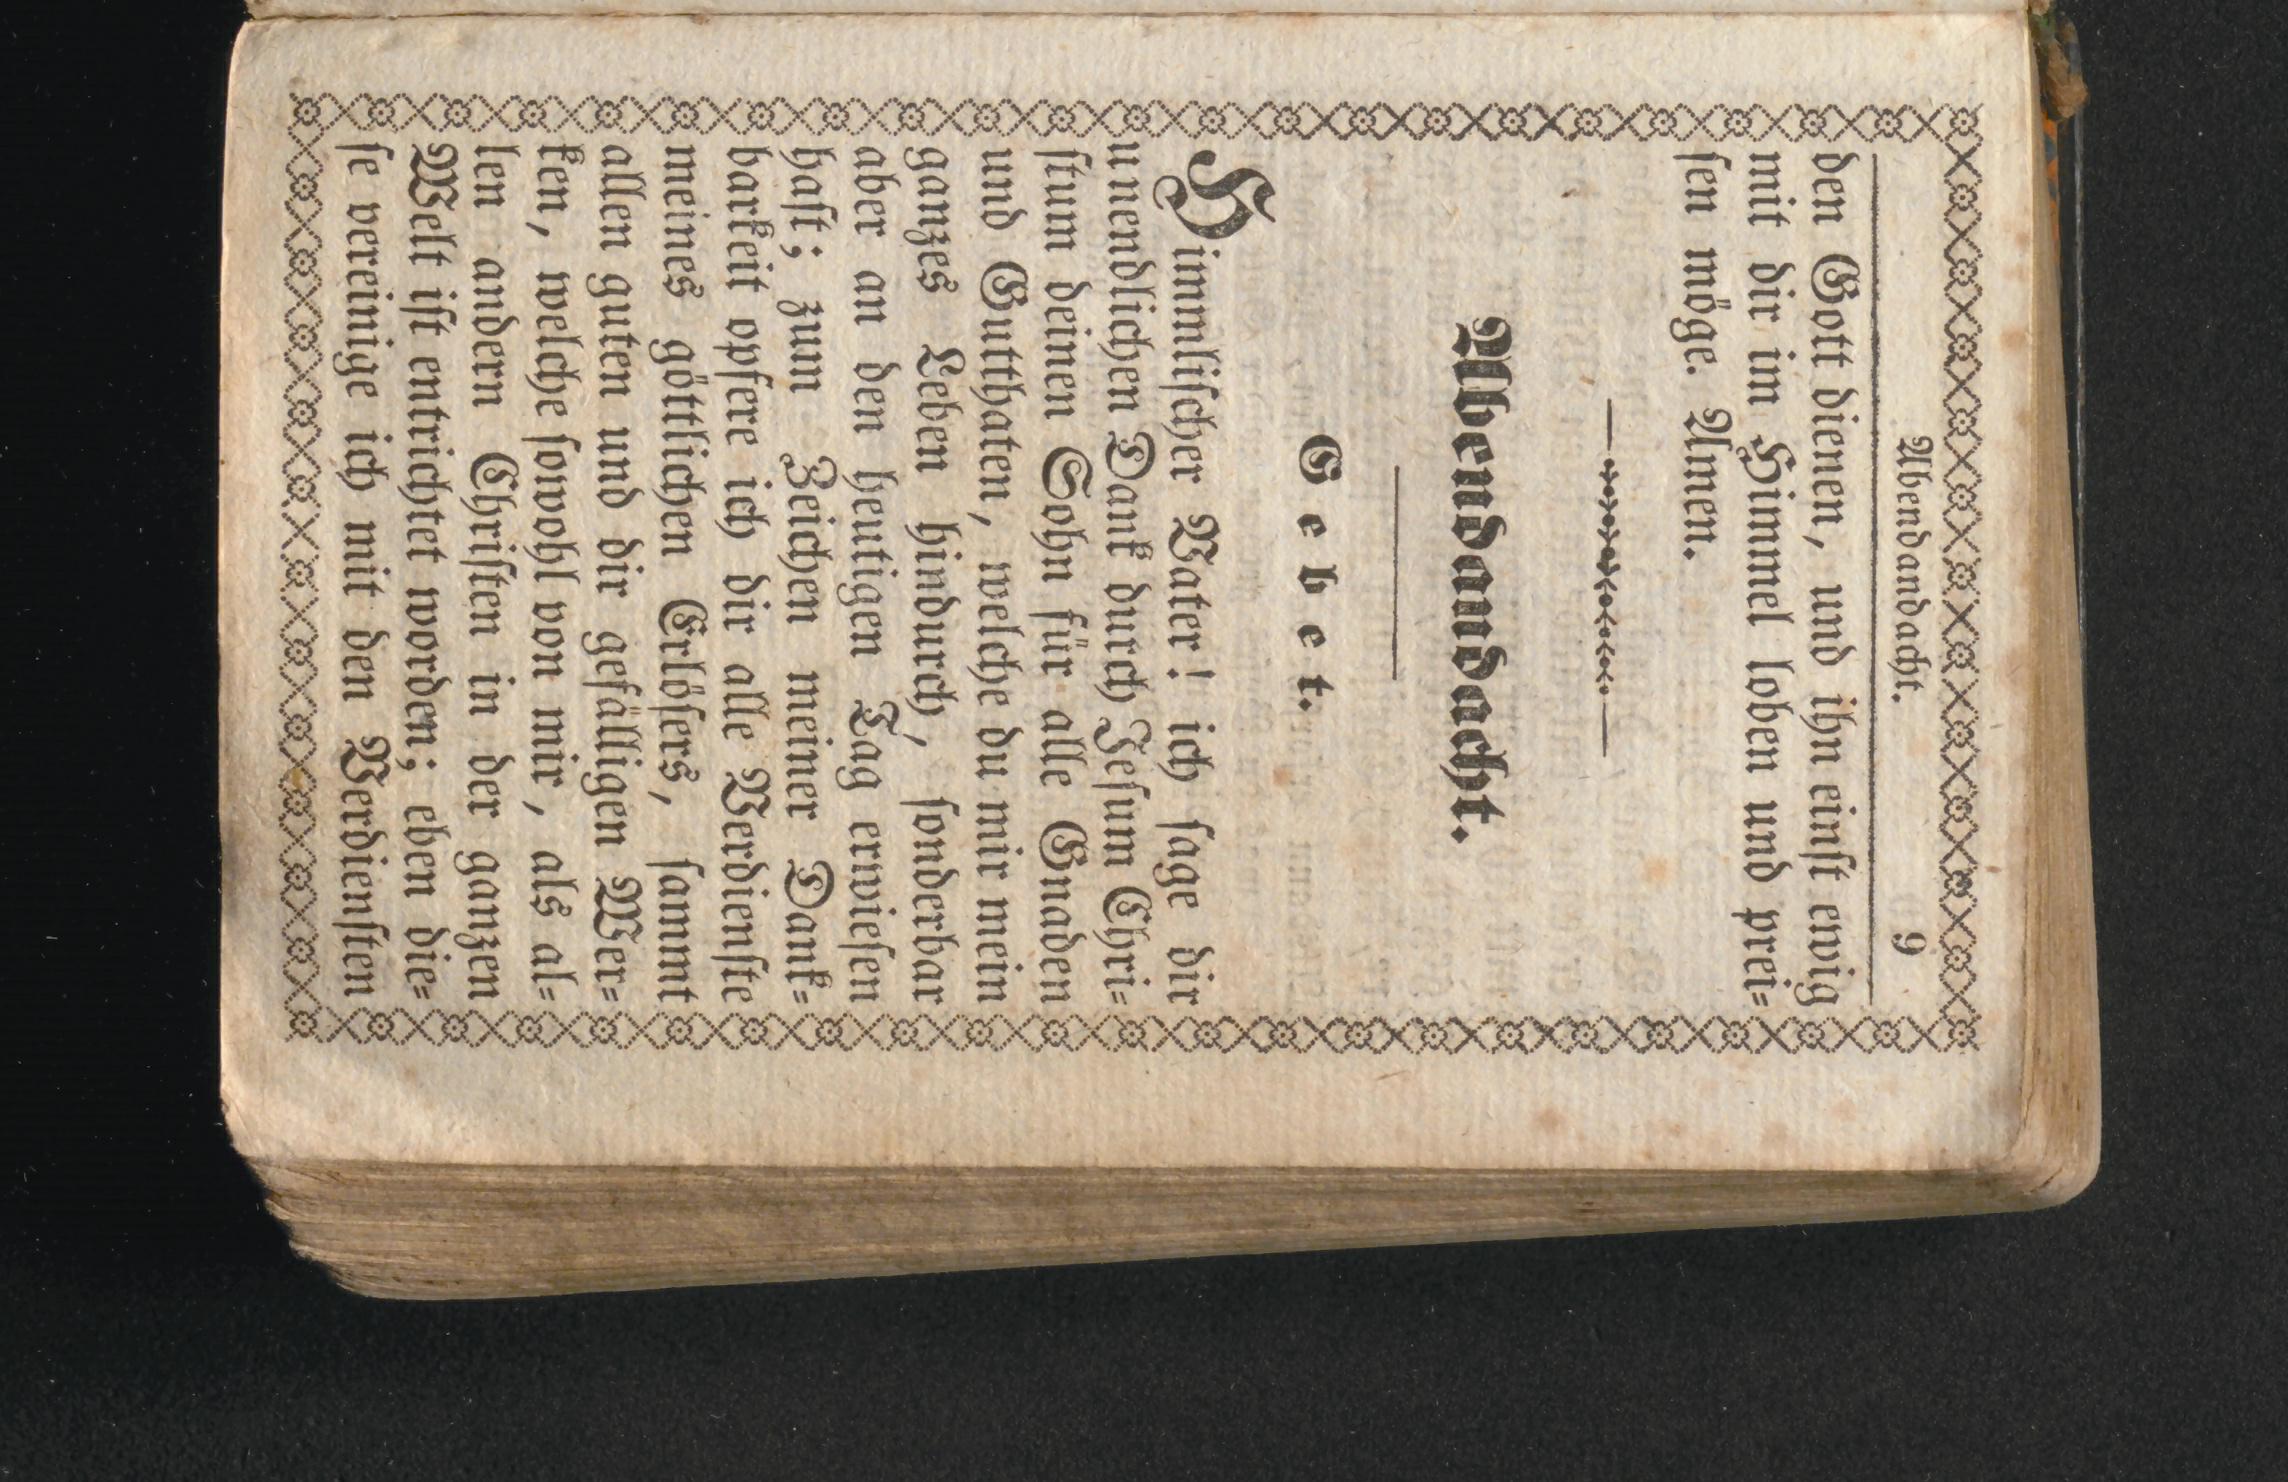 Abendandacht. 9
den Gott dienen, und ihn einſt ewig
mit dir im Himmel loben und prei⸗
ſen möge. Amen.
Abendandacht.
Gebet.
Himmliſcher Vater! ich ſage dir
unendlichen Dank durch Jeſum Chri⸗
ſtum deinen Sohn für alle Gnaden
und Gutthaten, welche du mir mein
ganzes Leben hindurch, ſonderbar
aber an den heutigen Tag erwieſen
haſt; zum Zeichen meiner Dank⸗
barkeit opfere ich dir alle Verdienſte
meines göttlichen Erlöſers, ſammt
allen guten und dir gefälligen Wer⸗
ken, welche ſowohl von mir, als al⸗
len andern Chriſten in der ganzen
Welt iſt entrichtet worden; eben die⸗
ſe vereinige ich mit den Verdienſten